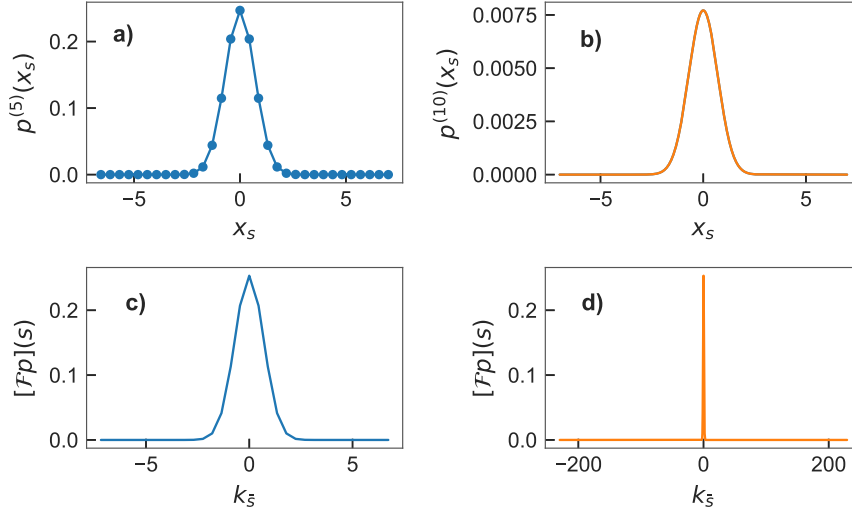 a)
0.2
0.1
0.0
p^(5)(x_s)
−5
0
5
x_s
b)
0.0075
0.0050
0.0025
0.0000
p^(10)(x_s)
−5
0
5
x_s
c)
0.2
0.1
0.0
[ℱp](s)
−5
0
5
k_s̄
d)
0.2
0.1
0.0
[ℱp](s)
−200
0
200
k_s̄